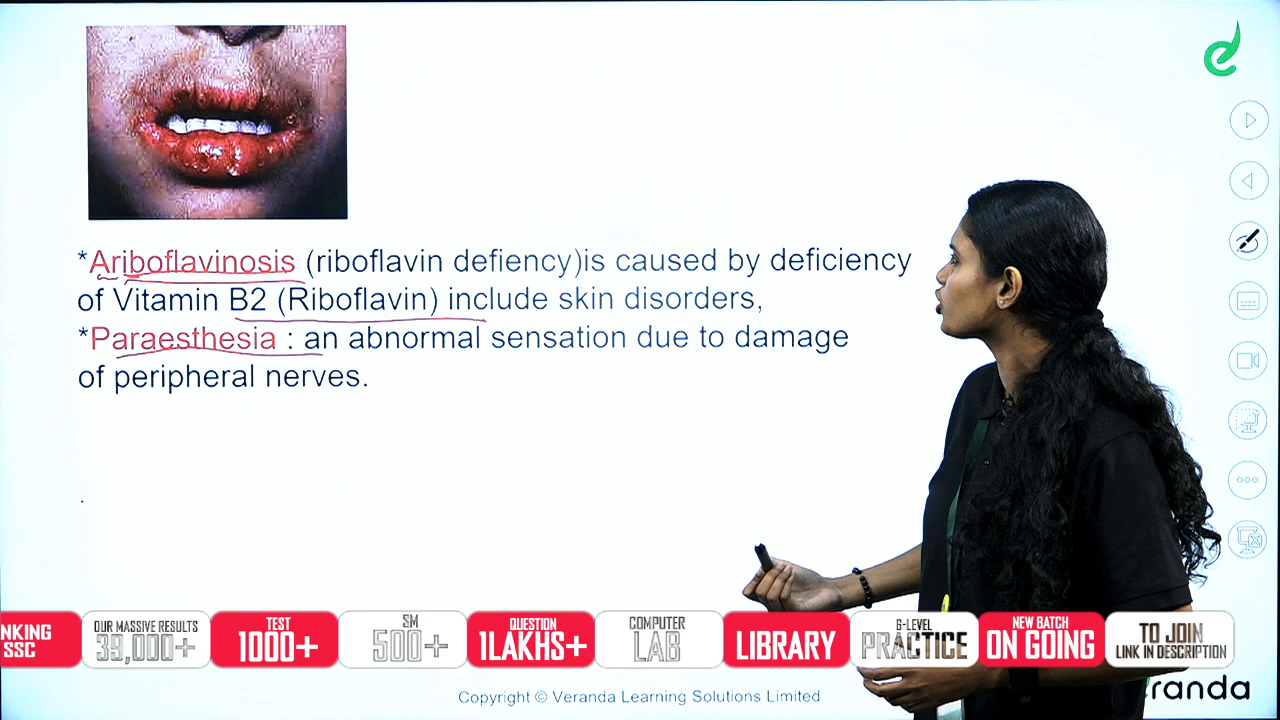 *Ariboflavinosis (riboflavin defiency)is caused by deficiency
of Vitamin B2 (Riboflavin) include skin disorders,
*Paraesthesia : an abnormal sensation due to damage
of peripheral nerves.
NKING
SSC
OUR MASSIVE RESULTS
39,000+
TEST
1000+
SM
500+
QUESTION
1LAKHS+
COMPUTER
LAB
LIBRARY
6-LEVEL
PRACTICE
NEW BATCH
ON GOING
TO JOIN
LINK IN DESCRIPTION
Copyright © Veranda Learning Solutions Limited
eranda